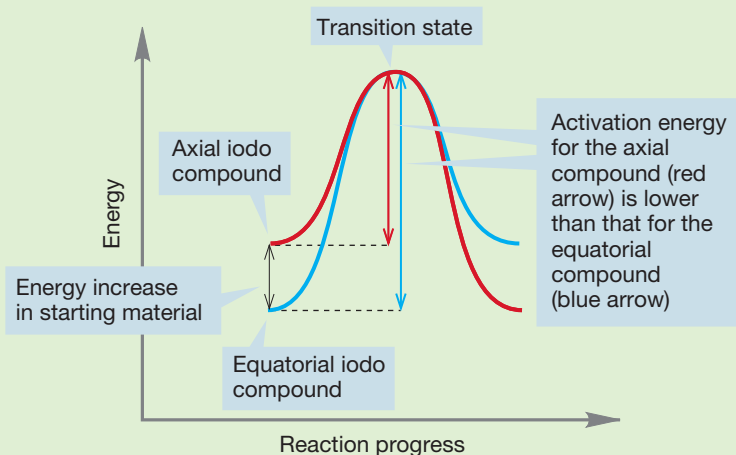 Transition state
Energy
Axial iodo
compound
Energy increase
in starting material
Equatorial iodo
compound
Activation energy
for the axial
compound (red
arrow) is lower
than that for the
equatorial
compound
(blue arrow)
Reaction progress